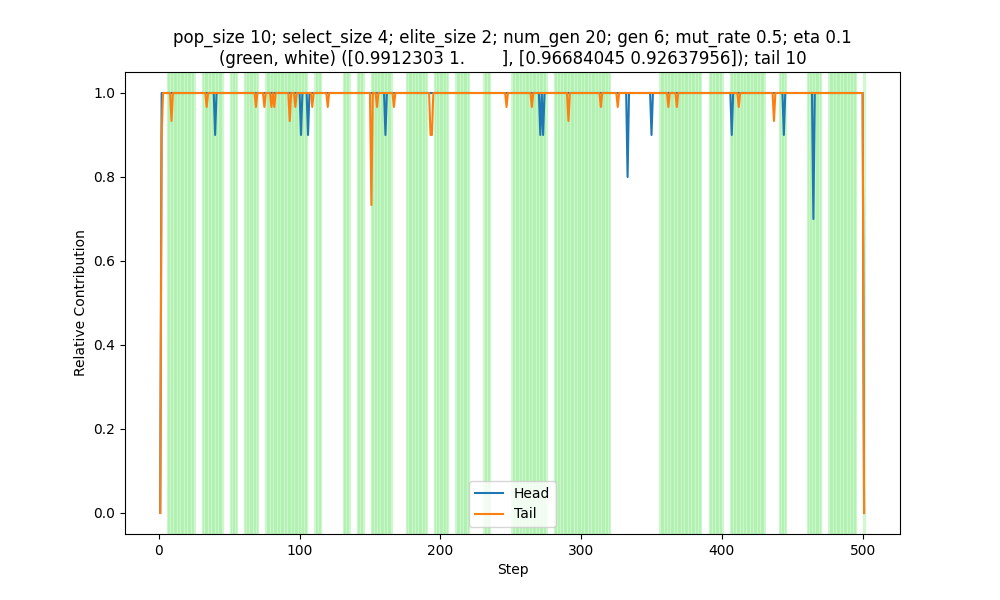 pop_size 10; select_size 4; elite_size 2; num_gen 20; gen 6; mut_rate 0.5; eta 0.1
(green, white) ([0.9912303 1.       ], [0.96684045 0.92637956]); tail 10
1.0
0.8
0.6
0.4
0.2
0.0
Relative Contribution
Head
Tail
0 100 200 300 400 500
Step